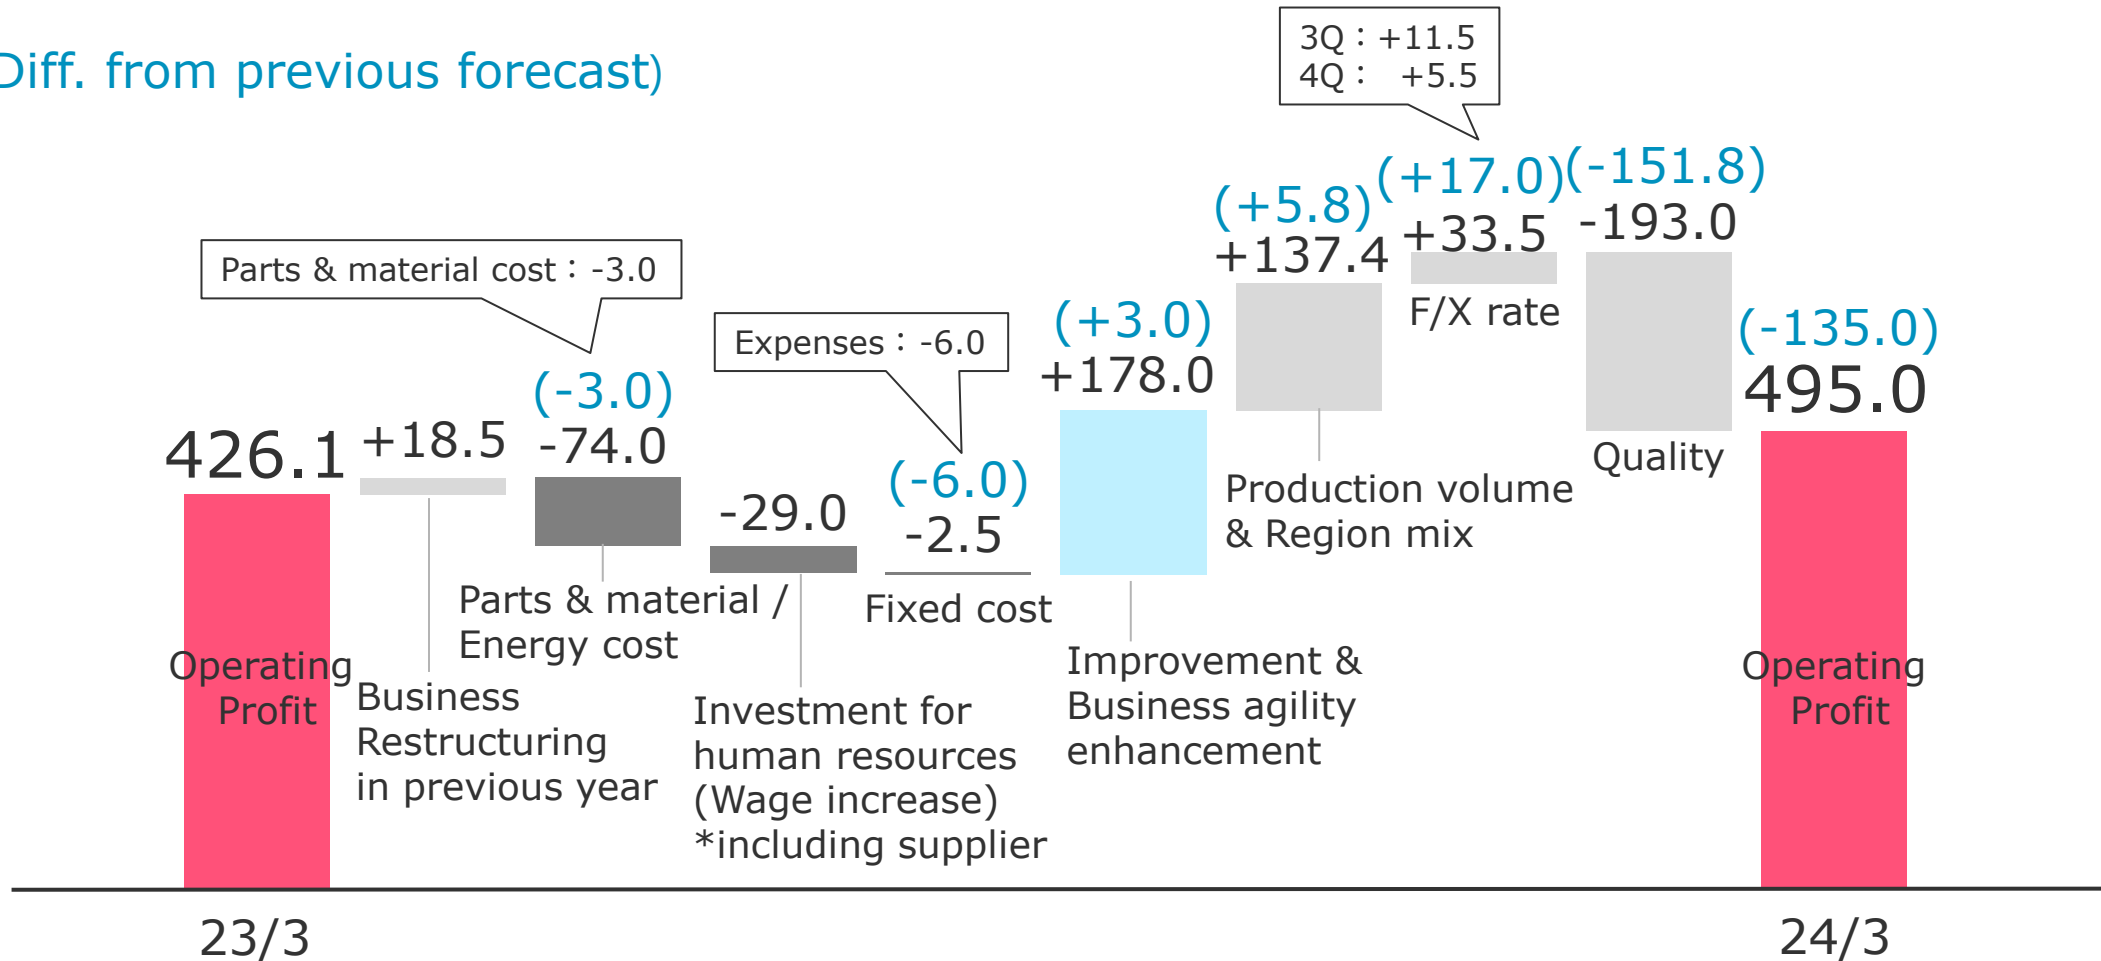 Diff. from previous forecast)
3Q：+11.5
4Q： +5.5
Parts & material cost：-3.0
Expenses：-6.0
426.1
Operating
Profit
+18.5
Business
Restructuring
in previous year
(-3.0)
-74.0
Parts & material /
Energy cost
-29.0
Investment for
human resources
(Wage increase)
*including supplier
(-6.0)
-2.5
Fixed cost
(+3.0)
+178.0
Improvement &
Business agility
enhancement
(+5.8)
+137.4
Production volume
& Region mix
(+17.0)
+33.5
F/X rate
(-151.8)
-193.0
Quality
(-135.0)
495.0
Operating
Profit
23/3
24/3